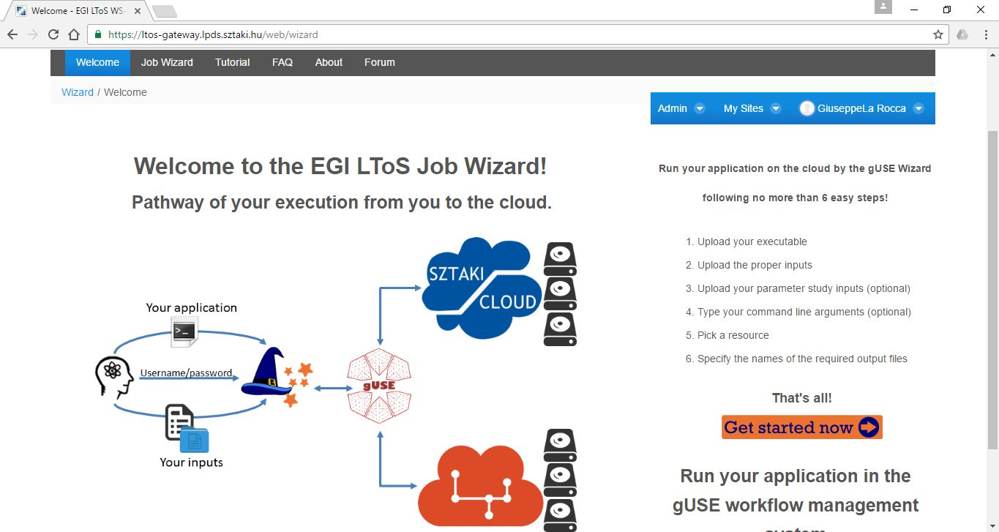 Welcome - EGI LToS WS-
https://ltos-gateway.lpds.sztaki.hu/web/wizard
Welcome Job Wizard Tutorial FAQ About Forum
Wizard / Welcome
Admin My Sites GiuseppeLa Rocca
Welcome to the EGI LToS Job Wizard!
Pathway of your execution from you to the cloud.
SZTAKI
CLOUD
Your application
>_
Username/password
gUSE
Your inputs
Run your application on the cloud by the gUSE Wizard
following no more than 6 easy steps!
1. Upload your executable
2. Upload the proper inputs
3. Upload your parameter study inputs (optional)
4. Type your command line arguments (optional)
5. Pick a resource
6. Specify the names of the required output files
That's all!
Get started now
Run your application in the
gUSE workflow management
system